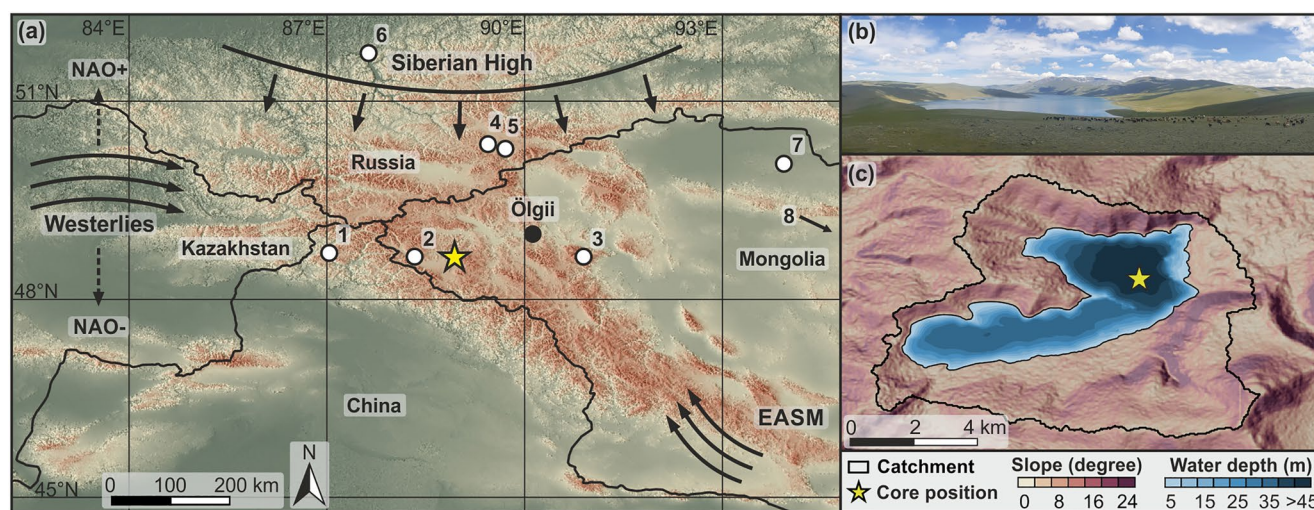 (a)
84°E
87°E
90°E
93°E
6
Siberian High
NAO+
51°N
4
5
7
Russia
Westerlies
Ölgii
8
Kazakhstan
1
2
3
Mongolia
48°N
NAO-
China
EASM
N
0 100 200 km
45°N
(b)
(c)
0 2 4 km
Catchment
Core position
Slope (degree)
0 8 16 24
Water depth (m)
5 15 25 35 >45